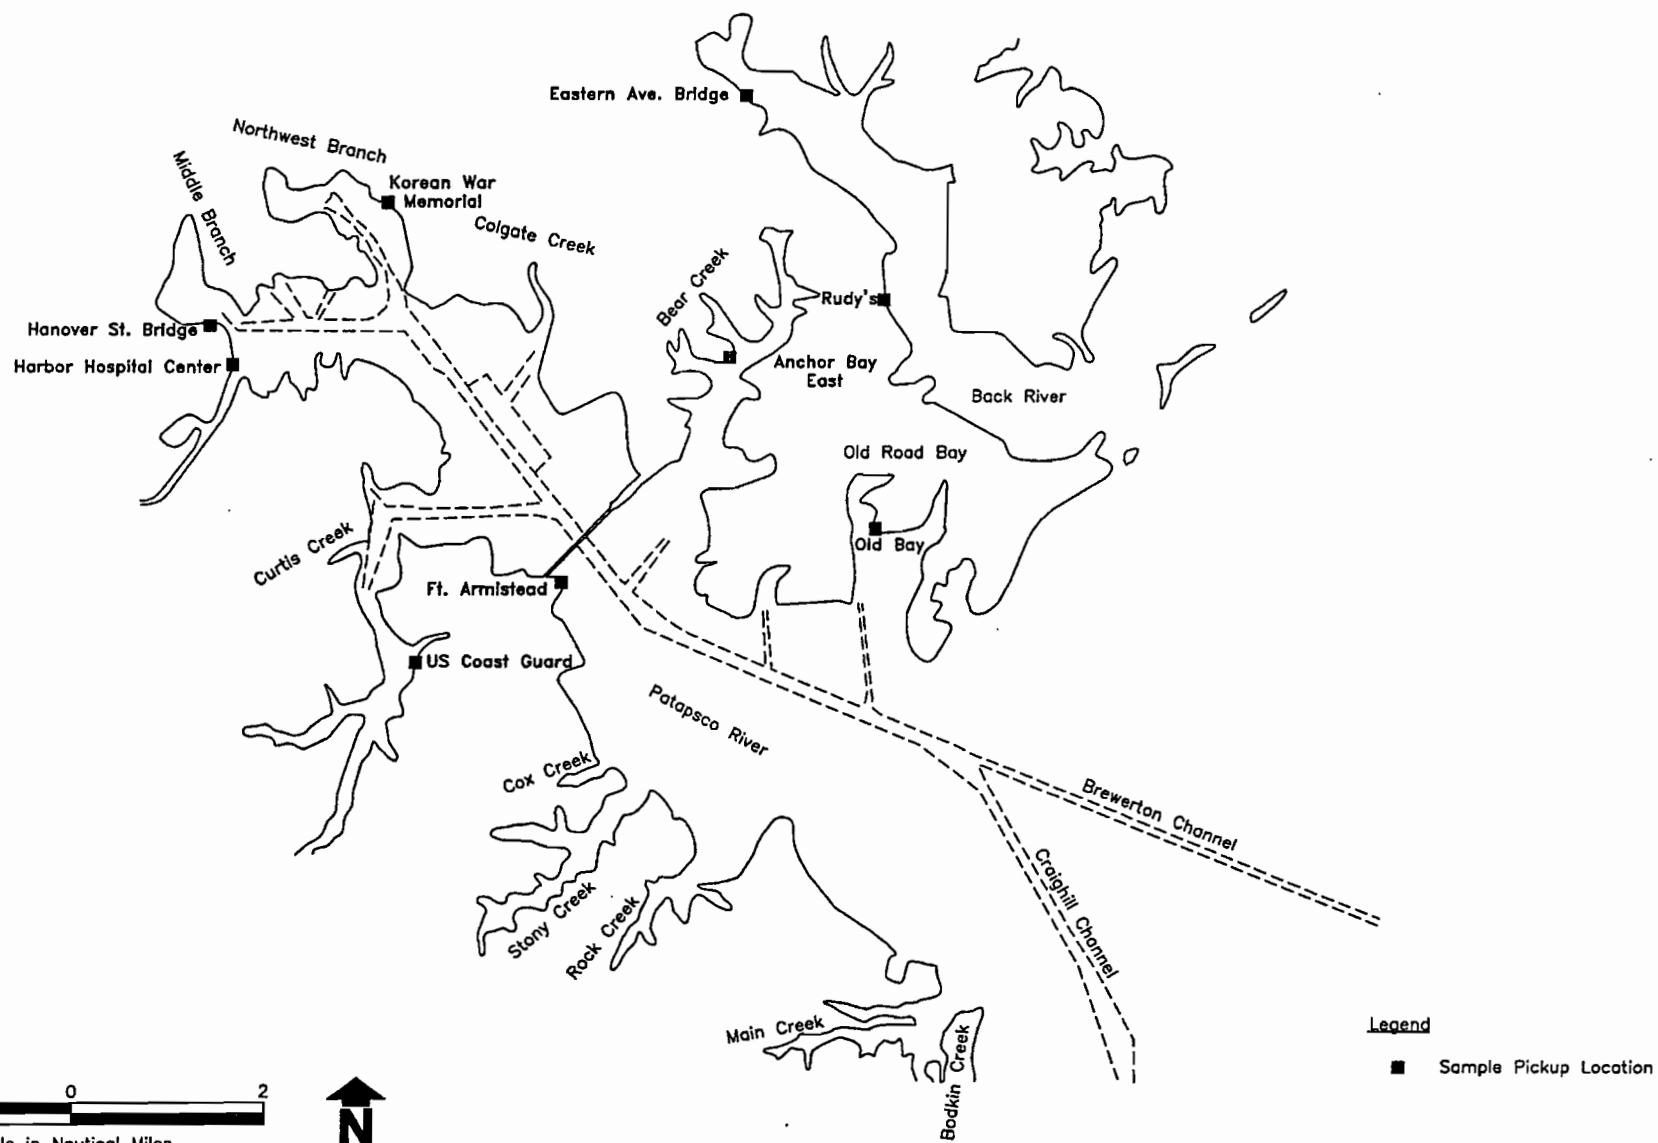 Eastern Ave. Bridge
Northwest Branch
Middle Branch
Korean War
Memorial
Colgate Creek
Bear Creek
Rudy's
Hanover St. Bridge
Harbor Hospital Center
Anchor Bay
East
Back River
Old Road Bay
Old Bay
Curtis Creek
Ft. Armistead
US Coast Guard
Patapsco River
Cox Creek
Brewerton Channel
Craighill Channel
Stony Creek
Rock Creek
Main Creek
Bodkin Creek
Legend
Sample Pickup Location
0 2
N
in Nautical Miles